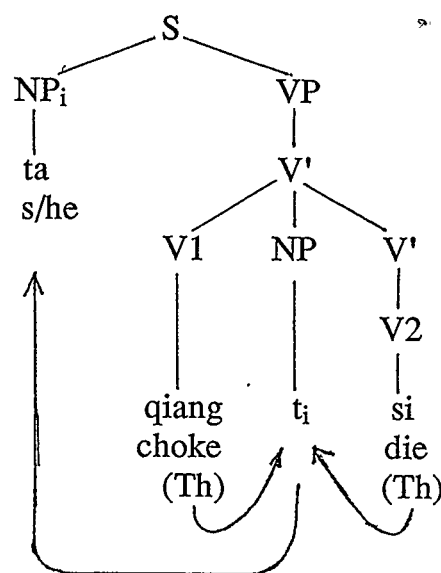 S
NPi VP
ta V'
s/he
V1 NP V'
V2
qiang ti si
choke die
(Th) (Th)